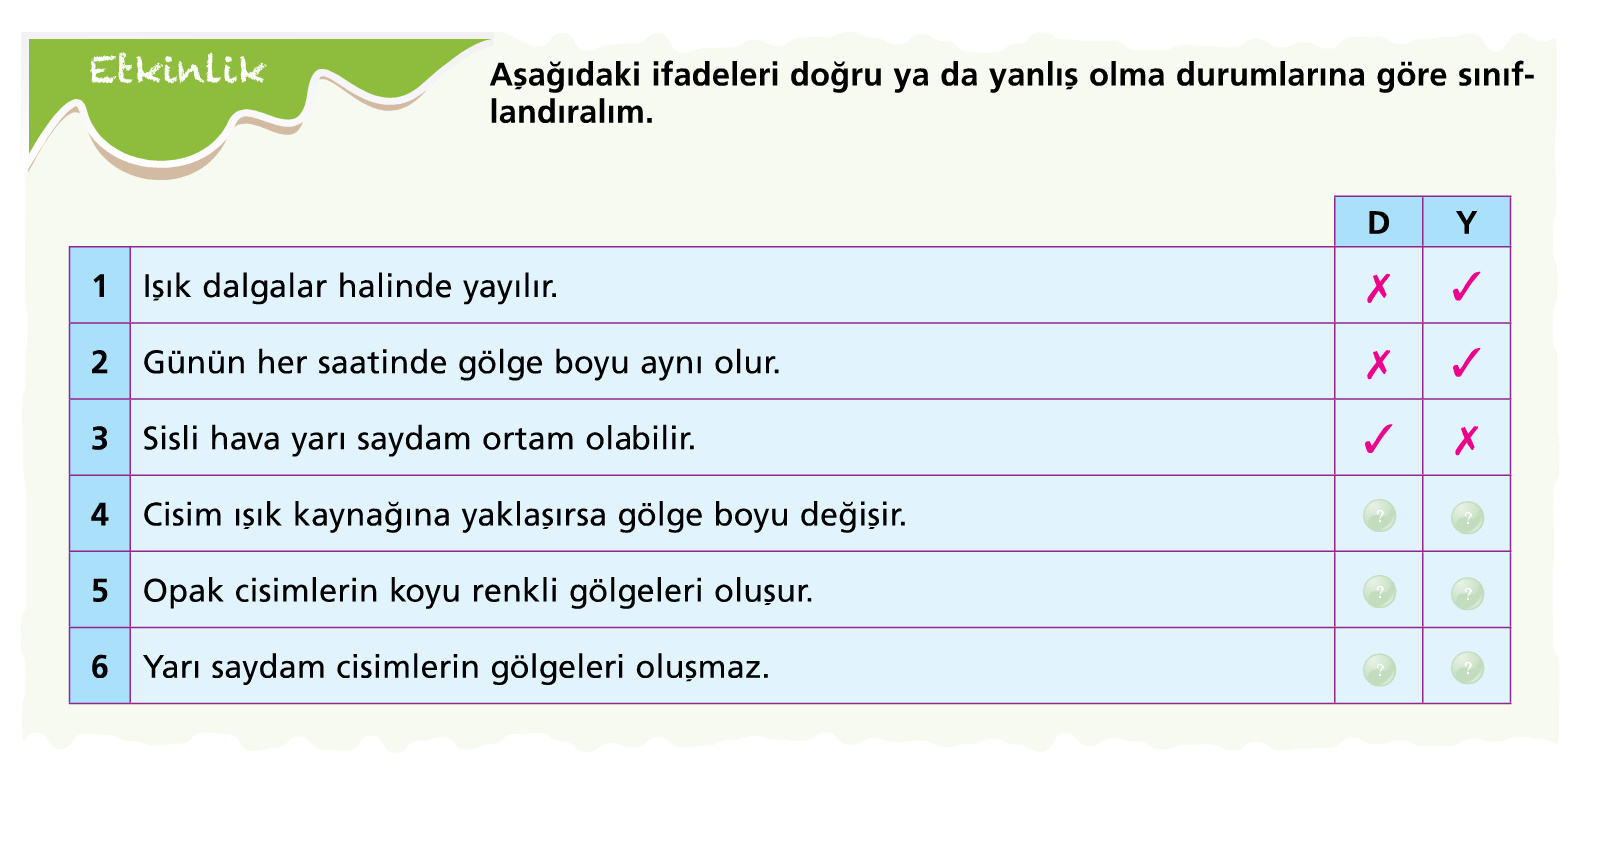 Etkinlik
Aşağıdaki ifadeleri doğru ya da yanlış olma durumlarına göre sınıf-
landıralım.
D Y
1 Işık dalgalar halinde yayılır. ✗ ✓
2 Günün her saatinde gölge boyu aynı olur. ✗ ✓
3 Sisli hava yarı saydam ortam olabilir. ✓ ✗
4 Cisim ışık kaynağına yaklaşırsa gölge boyu değişir. ? ?
5 Opak cisimlerin koyu renkli gölgeleri oluşur. ? ?
6 Yarı saydam cisimlerin gölgeleri oluşmaz. ? ?